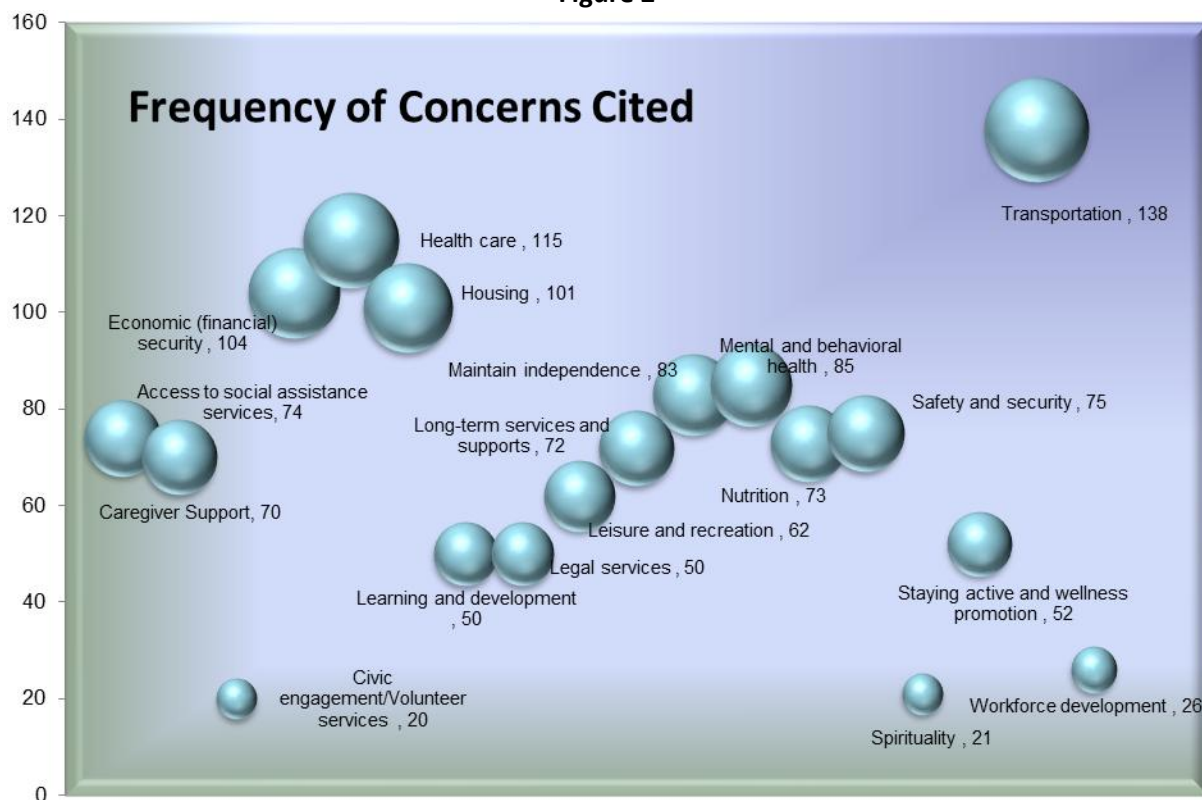 160
140
120
100
80
60
40
20
0
Frequency of Concerns Cited
Transportation , 138
Health care , 115
Housing , 101
Economic (financial)
security , 104
Maintain independence , 83
Mental and behavioral
health , 85
Access to social assistance
services, 74
Safety and security , 75
Long-term services and
supports , 72
Caregiver Support, 70
Nutrition , 73
Leisure and recreation , 62
Legal services , 50
Learning and development
, 50
Staying active and wellness
promotion , 52
Civic
engagement/Volunteer
services , 20
Workforce development , 26
Spirituality , 21